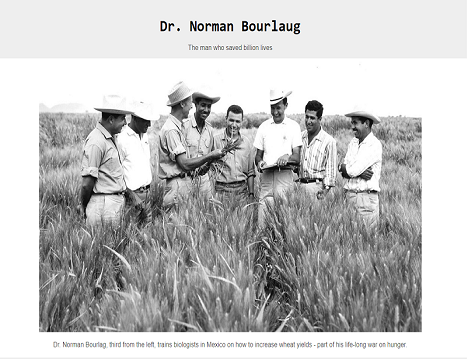 Dr. Norman Bourlaug
The man who saved billion lives
Dr. Norman Bourlag, third from the left, trains biologists in Mexico on how to increase wheat yields - part of his life-long war on hunger.